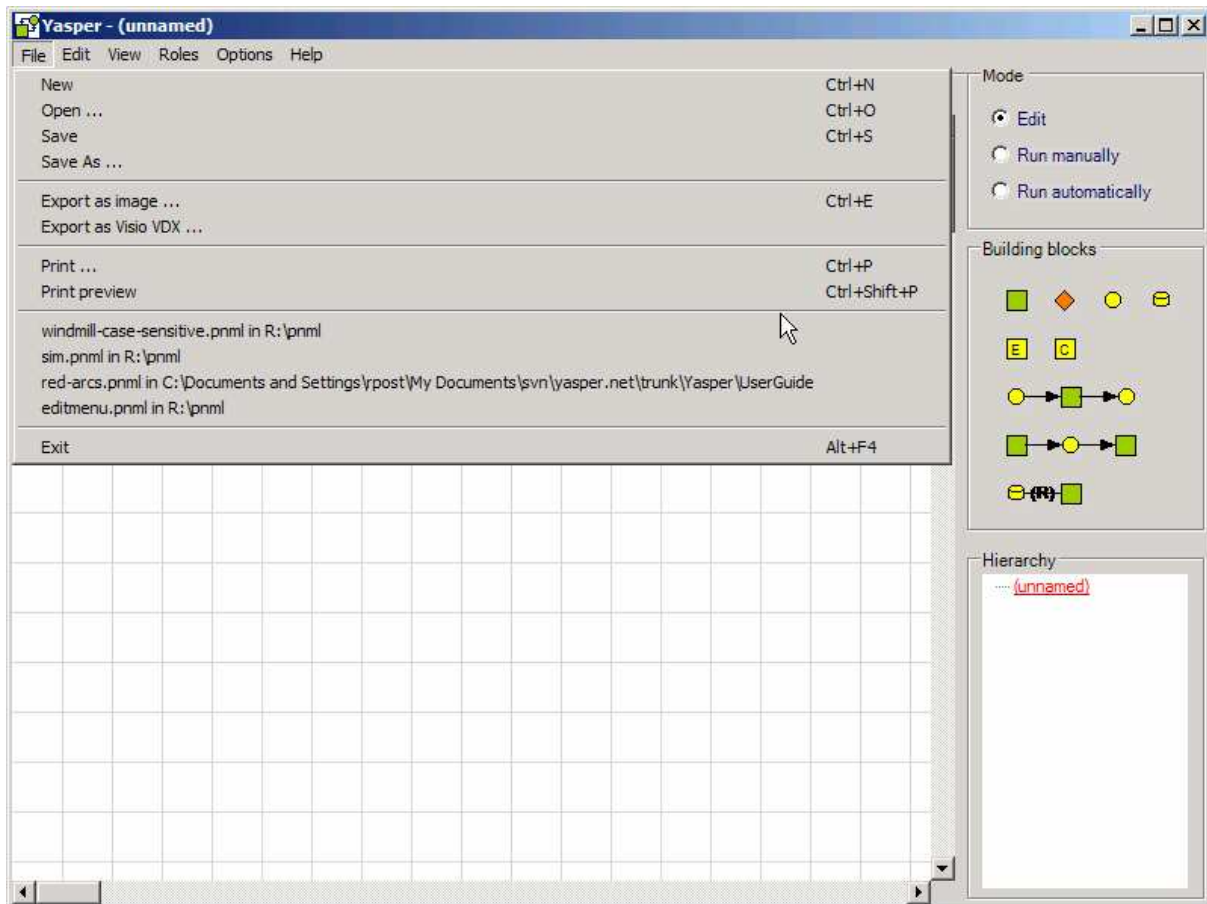 Yasper - (unnamed)
File Edit View Roles Options Help
New Ctrl+N
Open ... Ctrl+O
Save Ctrl+S
Save As ...
Export as image ... Ctrl+E
Export as Visio VDX ...
Print ... Ctrl+P
Print preview Ctrl+Shift+P
windmill-case-sensitive.pnml in R:\pnml
sim.pnml in R:\pnml
red-arcs.pnml in C:\Documents and Settings\rpost\My Documents\svn\yasper.net\trunk\Yasper\UserGuide
editmenu.pnml in R:\pnml
Exit Alt+F4
Mode
Edit
Run manually
Run automatically
Building blocks
E C
(R)
Hierarchy
(unnamed)